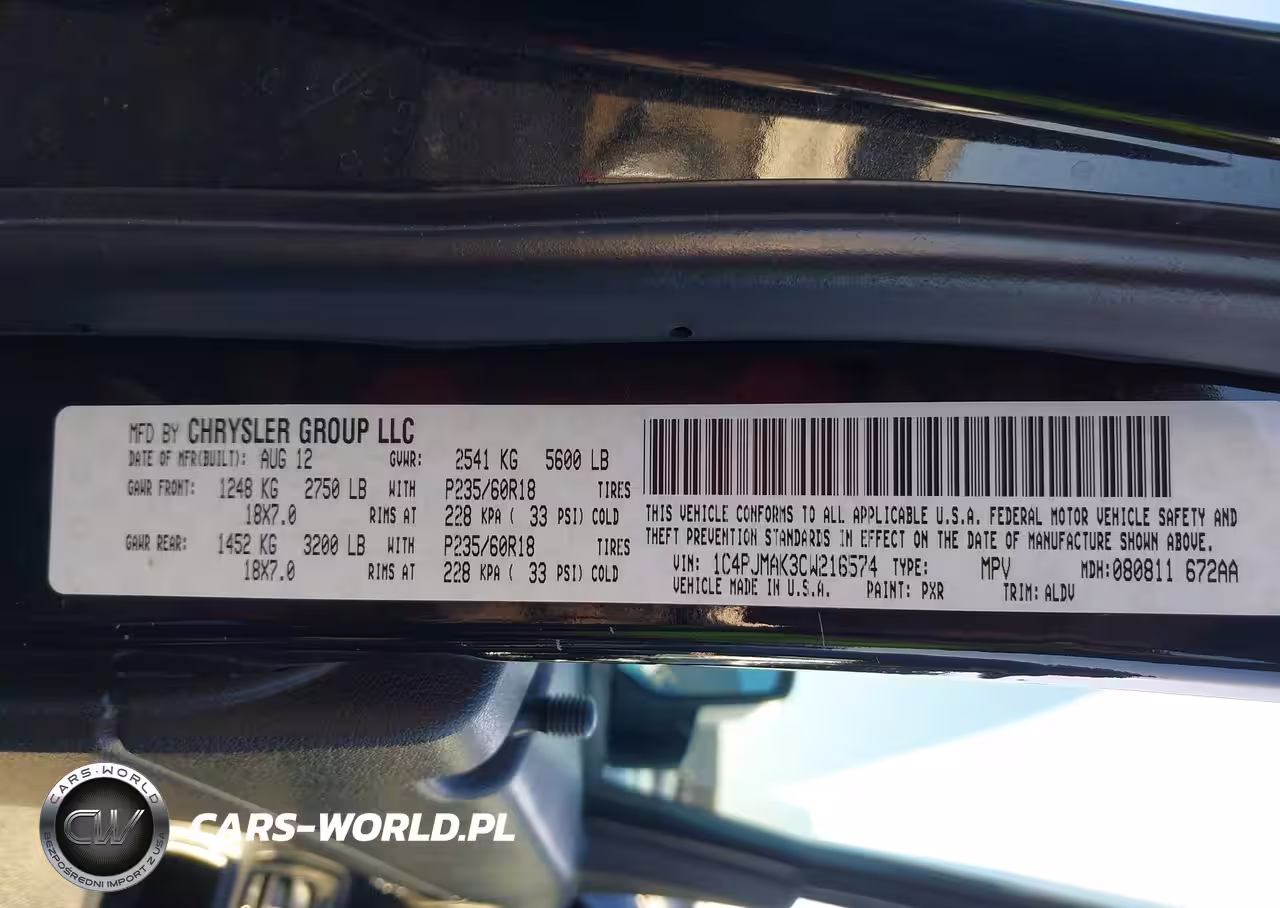 MFD BY CHRYSLER GROUP LLC
DATE OF MFR(BUILT): AUG 12 GVWR: 2541 KG 5600 LB
GAWR FRONT: 1248 KG 2750 LB WITH P235/60R18 TIRES
18X7.0 RIMS AT 228 KPA ( 33 PSI) COLD
GAWR REAR: 1452 KG 3200 LB WITH P235/60R18 TIRES
18X7.0 RIMS AT 228 KPA ( 33 PSI) COLD
THIS VEHICLE CONFORMS TO ALL APPLICABLE U.S.A. FEDERAL MOTOR VEHICLE SAFETY AND
THEFT PREVENTION STANDARDS IN EFFECT ON THE DATE OF MANUFACTURE SHOWN ABOVE.
VIN: 1C4PJMAK3CW216574 TYPE: MPV MDH:080811 672AA
VEHICLE MADE IN U.S.A. PAINT: PXR TRIM: ALDV
CARS-WORLD
CW
BEZPOŚREDNI IMPORT Z USA
CARS-WORLD.PL